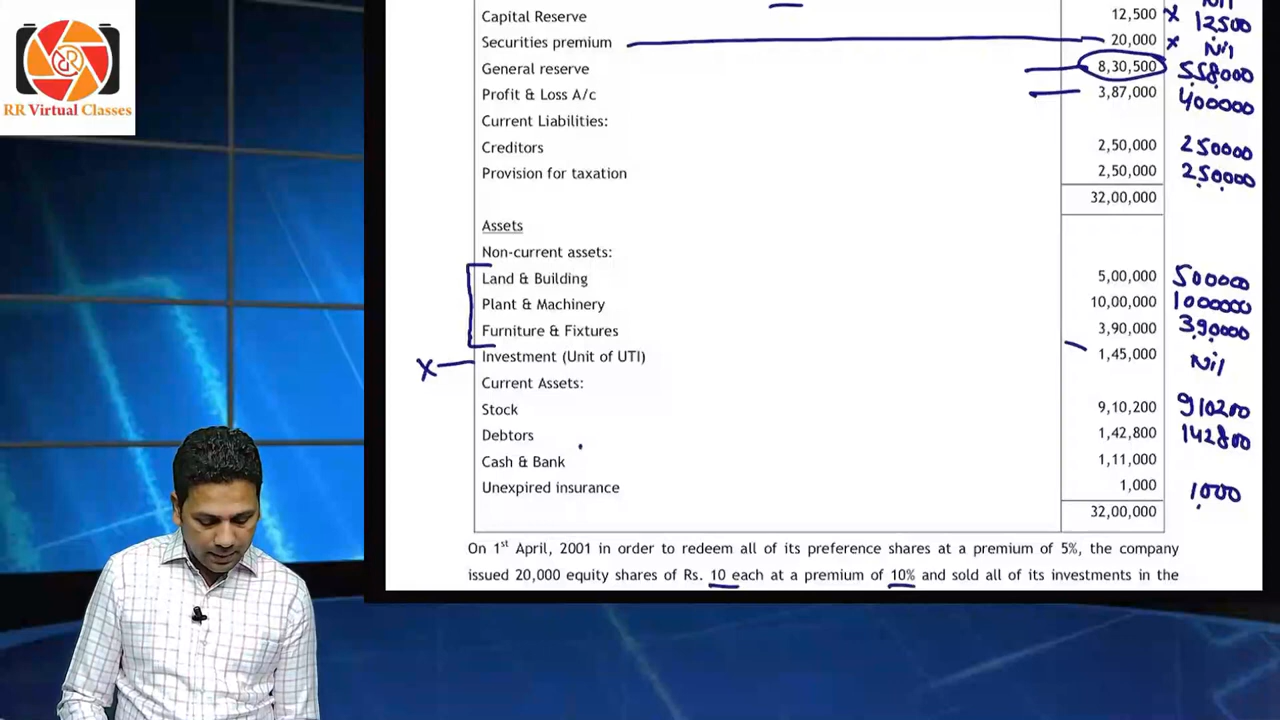 RR Virtual Classes
Capital Reserve 12,500 x 12500
Securities premium 20,000 x Nil
General reserve 8,30,500 558000
Profit & Loss A/c 3,87,000 400000
Current Liabilities:
Creditors 2,50,000 250000
Provision for taxation 2,50,000 250000
32,00,000
Assets
Non-current assets:
Land & Building 5,00,000 500000
Plant & Machinery 10,00,000 1000000
Furniture & Fixtures 3,90,000 390000
x Investment (Unit of UTI) 1,45,000 Nil
Current Assets:
Stock 9,10,200 910200
Debtors 1,42,800 142800
Cash & Bank 1,11,000
Unexpired insurance 1,000 1000
32,00,000
On 1st April, 2001 in order to redeem all of its preference shares at a premium of 5%, the company
issued 20,000 equity shares of Rs. 10 each at a premium of 10% and sold all of its investments in the